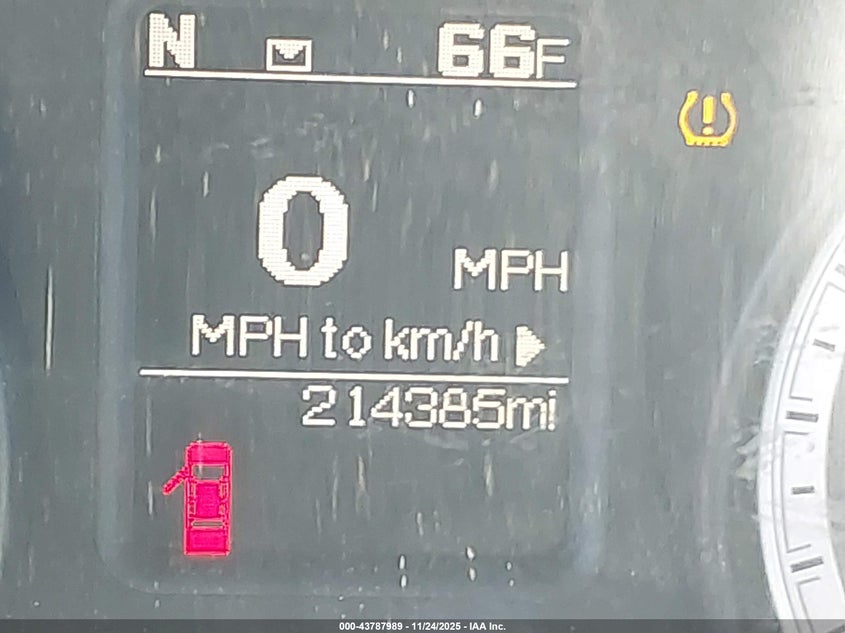 N 66F
0 MPH
MPH to km/h
214385mi
000-43787989 - 11/24/2025 - IAA Inc.